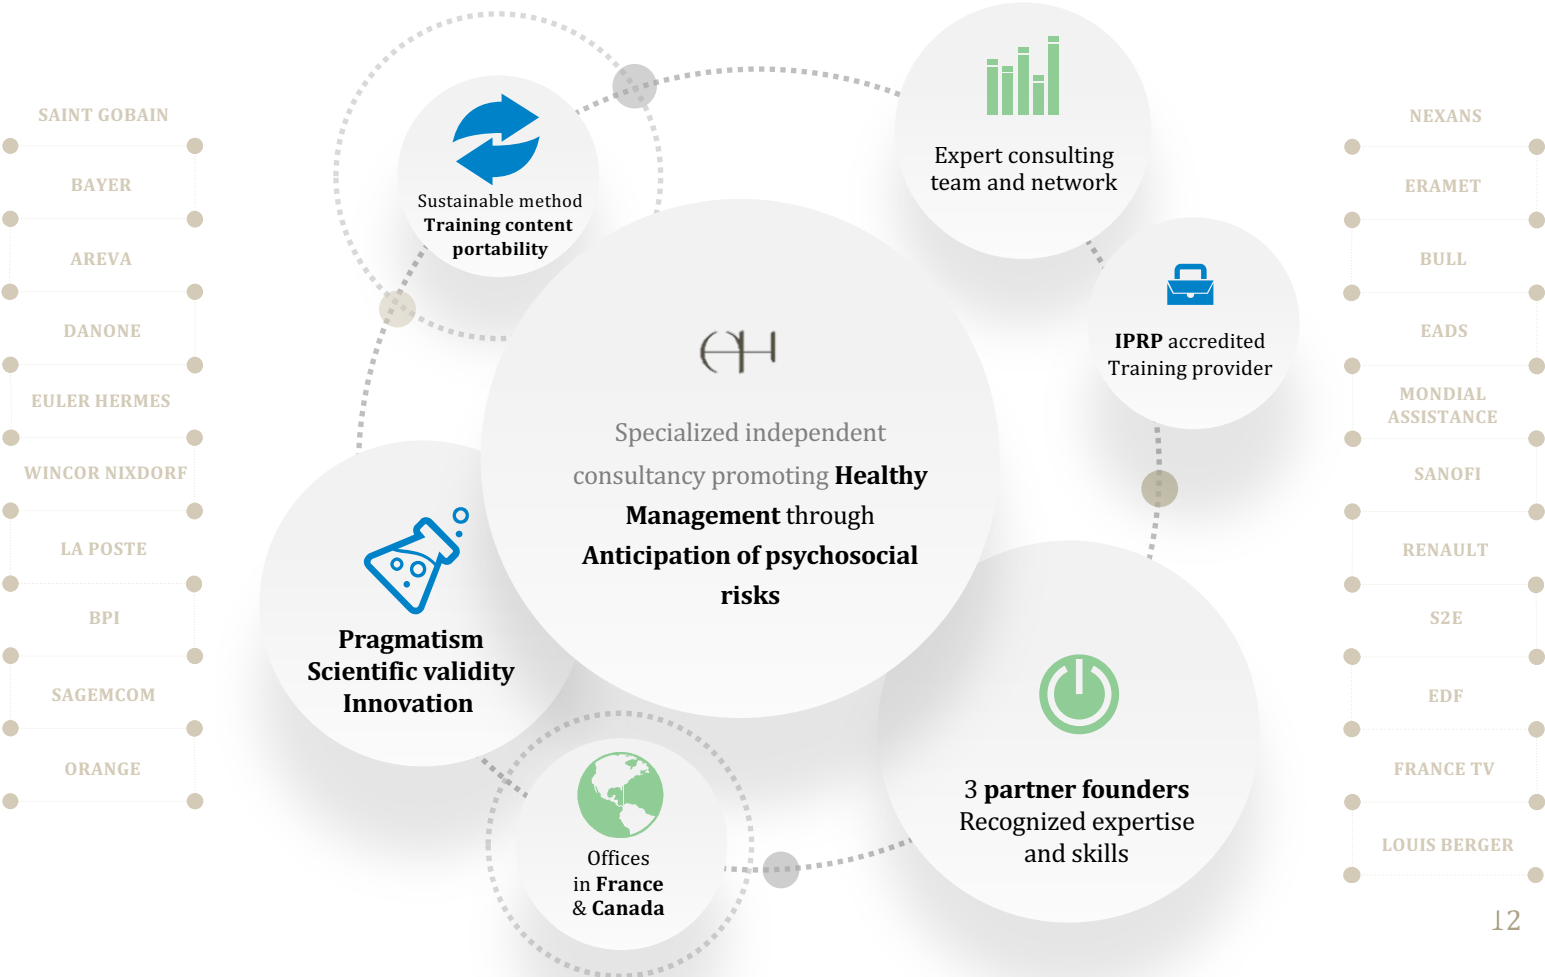 SAINT GOBAIN
BAYER
AREVA
DANONE
EULER HERMES
WINCOR NIXDORF
LA POSTE
BPI
SAGEMCOM
ORANGE
Sustainable method
Training content
portability
Expert consulting
team and network
IPRP accredited
Training provider
Specialized independent
consultancy promoting Healthy
Management through
Anticipation of psychosocial
risks
Pragmatism
Scientific validity
Innovation
Offices
in France
& Canada
3 partner founders
Recognized expertise
and skills
NEXANS
ERAMET
BULL
EADS
MONDIAL
ASSISTANCE
SANOFI
RENAULT
S2E
EDF
FRANCE TV
LOUIS BERGER
12